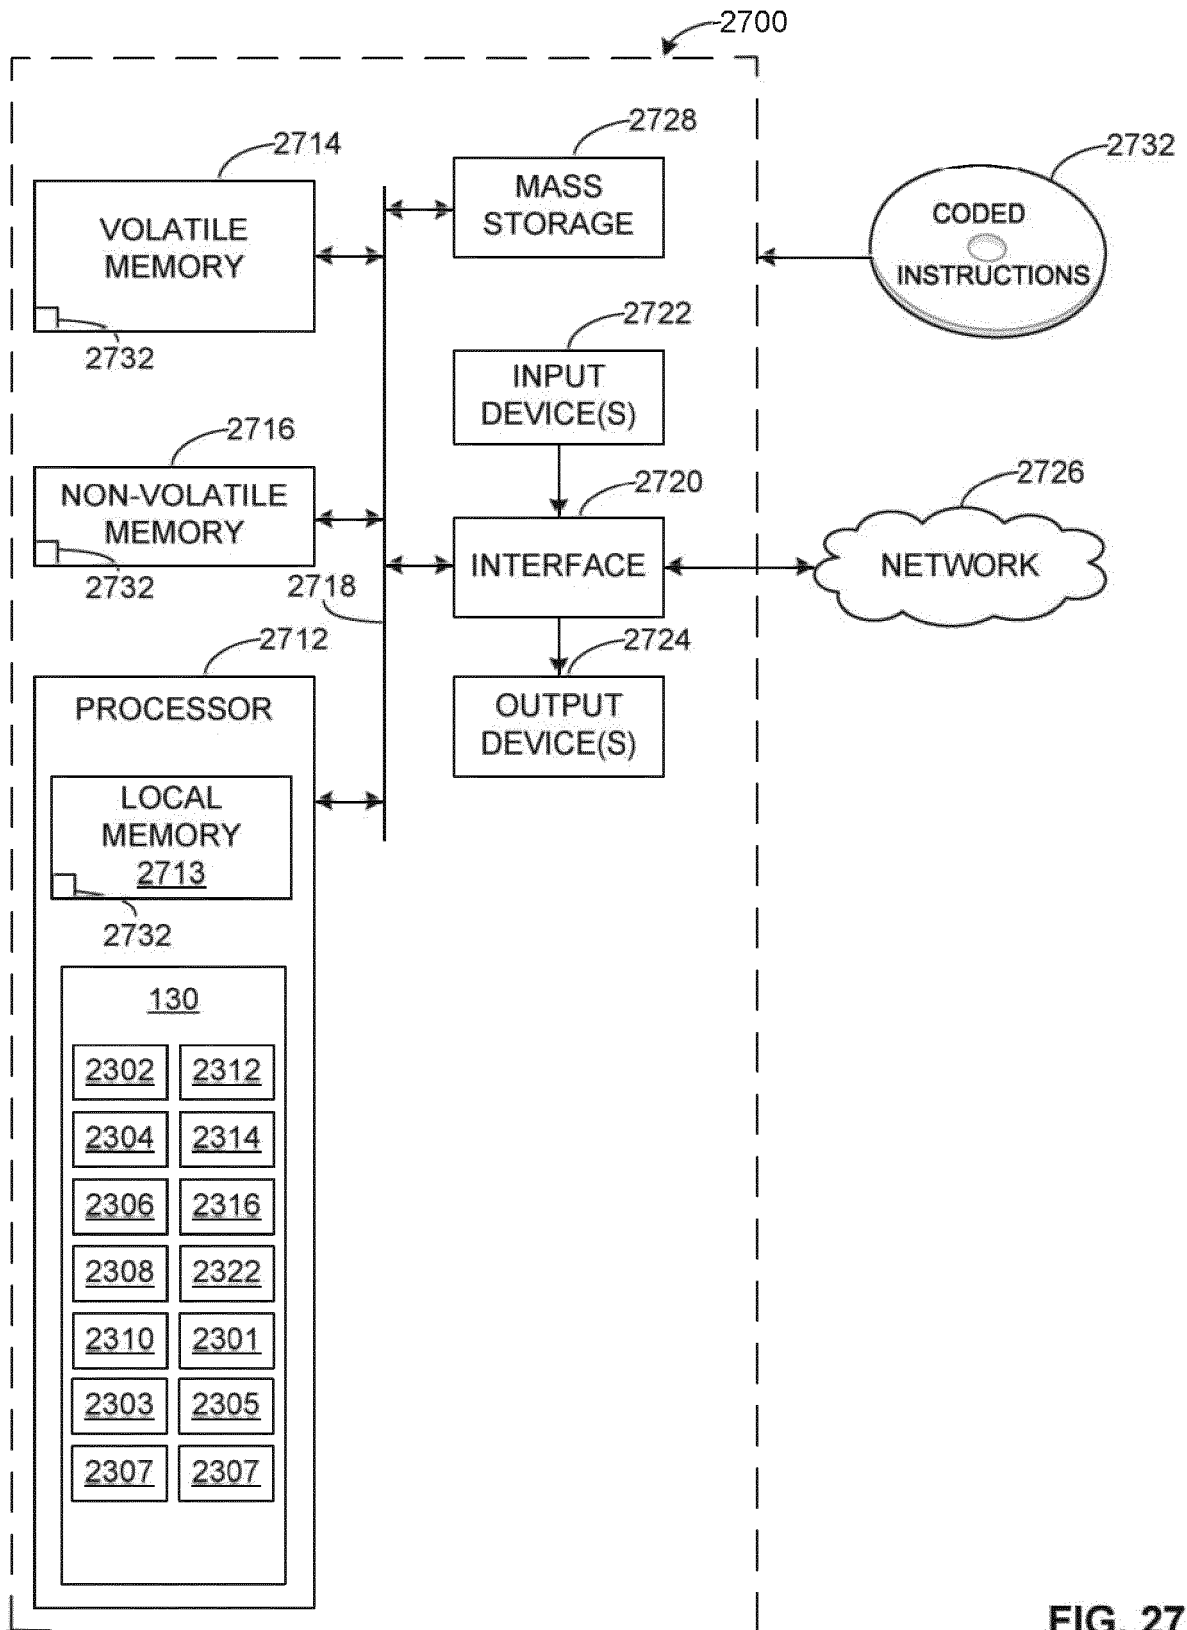 2700
2714
VOLATILE
MEMORY
2732
2728
MASS
STORAGE
2732
CODED
INSTRUCTIONS
2722
INPUT
DEVICE(S)
2716
NON-VOLATILE
MEMORY
2732
2718
2720
INTERFACE
2726
NETWORK
2712
PROCESSOR
2724
OUTPUT
DEVICE(S)
LOCAL
MEMORY
2713
2732
130
2302 2312
2304 2314
2306 2316
2308 2322
2310 2301
2303 2305
2307 2307
FIG. 27